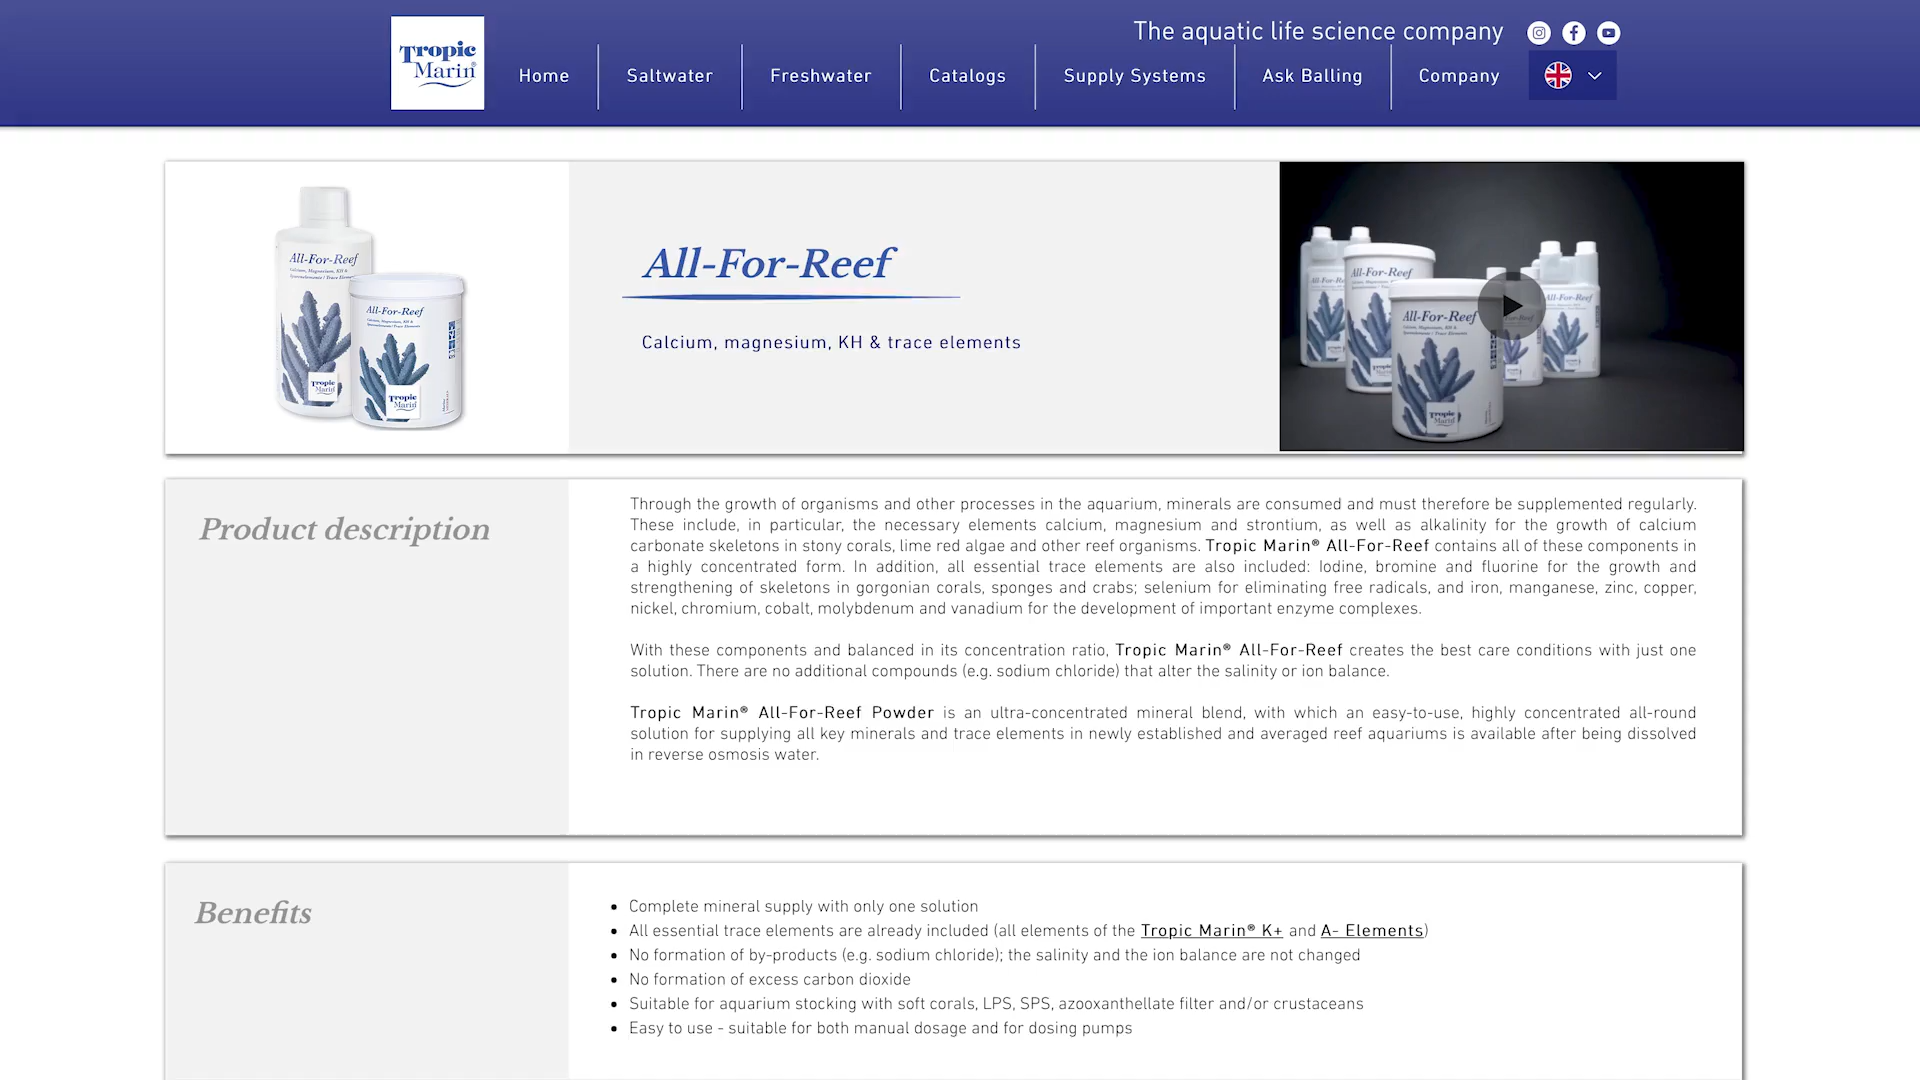 The aquatic life science company
Tropic
Marin®
Home
Saltwater
Freshwater
Catalogs
Supply Systems
Ask Balling
Company
All-For-Reef
Calcium, Magnesium, KH &
All-For-Reef
Calcium, Magnesium, KH &
Tropic
Marin
Tropic
Marin
All-For-Reef
Calcium, magnesium, KH & trace elements
All-For-Reef
All-For-Reef
All-For-Reef
All-For-Reef
Tropic
Marin
Product description
Through the growth of organisms and other processes in the aquarium, minerals are consumed and must therefore be supplemented regularly.
These include, in particular, the necessary elements calcium, magnesium and strontium, as well as alkalinity for the growth of calcium
carbonate skeletons in stony corals, lime red algae and other reef organisms. Tropic Marin® All-For-Reef contains all of these components in
a highly concentrated form. In addition, all essential trace elements are also included: Iodine, bromine and fluorine for the growth and
strengthening of skeletons in gorgonian corals, sponges and crabs; selenium for eliminating free radicals, and iron, manganese, zinc, copper,
nickel, chromium, cobalt, molybdenum and vanadium for the development of important enzyme complexes.
With these components and balanced in its concentration ratio, Tropic Marin® All-For-Reef creates the best care conditions with just one
solution. There are no additional compounds (e.g. sodium chloride) that alter the salinity or ion balance.
Tropic Marin® All-For-Reef Powder is an ultra-concentrated mineral blend, with which an easy-to-use, highly concentrated all-round
solution for supplying all key minerals and trace elements in newly established and averaged reef aquariums is available after being dissolved
in reverse osmosis water.
Benefits
Complete mineral supply with only one solution
All essential trace elements are already included (all elements of the Tropic Marin® K+ and A- Elements)
No formation of by-products (e.g. sodium chloride); the salinity and the ion balance are not changed
No formation of excess carbon dioxide
Suitable for aquarium stocking with soft corals, LPS, SPS, azooxanthellate filter and/or crustaceans
Easy to use - suitable for both manual dosage and for dosing pumps